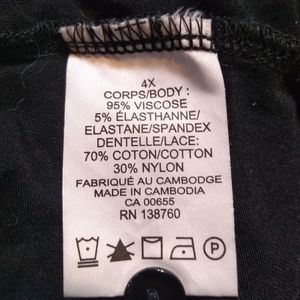 4X
CORPS/BODY :
95% VISCOSE
5% ÉLASTHANNE/
ELASTANE/SPANDEX
DENTELLE/LACE:
70% COTON/COTTON
30% NYLON
FABRIQUÉ AU CAMBODGE
MADE IN CAMBODIA
CA 00655
RN 138760
P